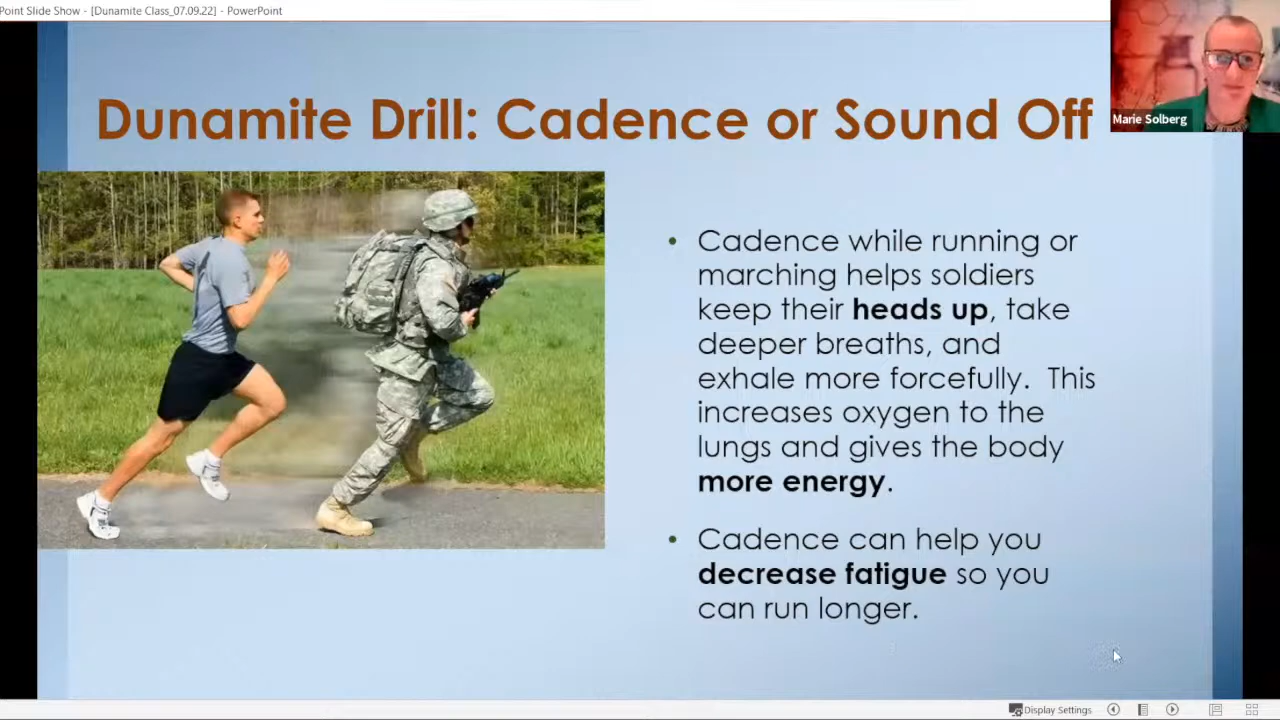 Point Slide Show - [Dunamite Class_07.09.22] - PowerPoint
Marie Solberg
Dunamite Drill: Cadence or Sound Off
• Cadence while running or
marching helps soldiers
keep their heads up, take
deeper breaths, and
exhale more forcefully. This
increases oxygen to the
lungs and gives the body
more energy.
• Cadence can help you
decrease fatigue so you
can run longer.
Display Settings